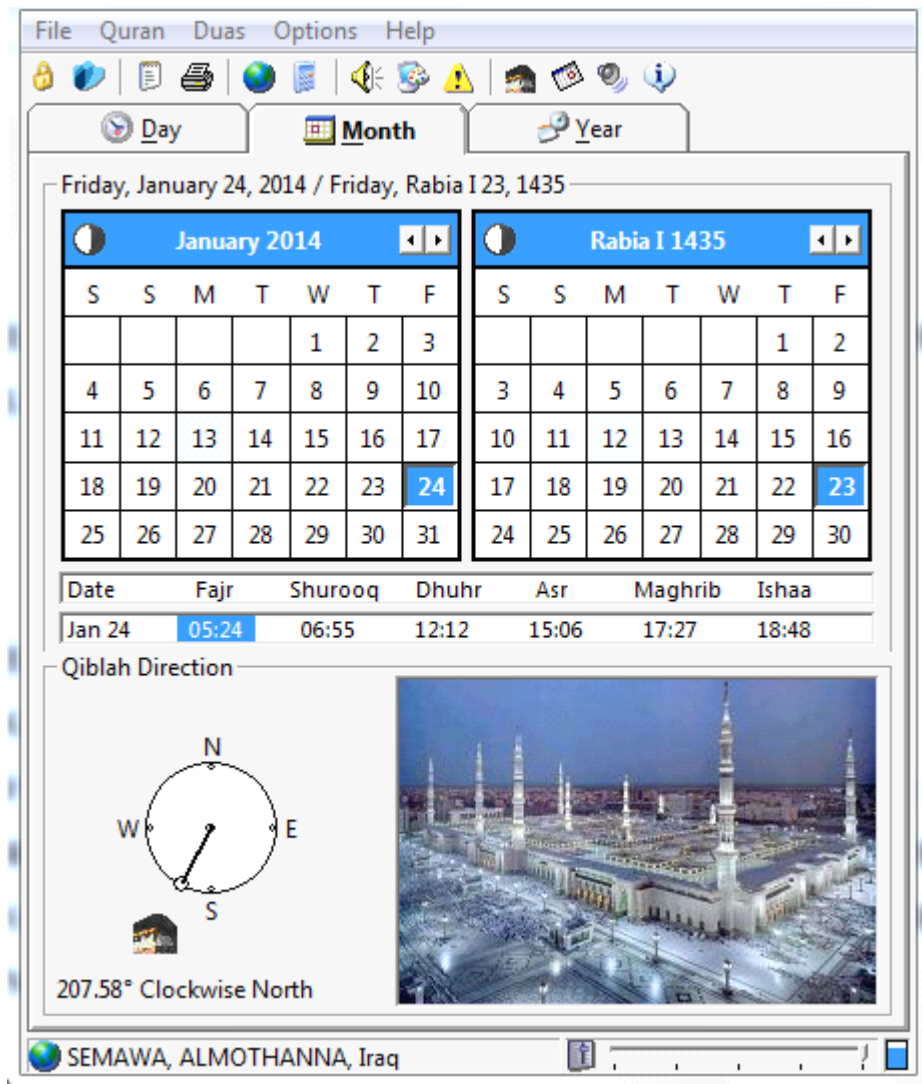 File Quran Duas Options Help
Day Month Year
Friday, January 24, 2014 / Friday, Rabia I 23, 1435
January 2014
S S M T W T F
1 2 3
4 5 6 7 8 9 10
11 12 13 14 15 16 17
18 19 20 21 22 23 24
25 26 27 28 29 30 31
Rabia I 1435
S S M T W T F
1 2
3 4 5 6 7 8 9
10 11 12 13 14 15 16
17 18 19 20 21 22 23
24 25 26 27 28 29 30
Date Fajr Shurooq Dhuhr Asr Maghrib Ishaa
Jan 24 05:24 06:55 12:12 15:06 17:27 18:48
Qiblah Direction
N
W E
S
207.58° Clockwise North
SEMAWA, ALMOTHANNA, Iraq